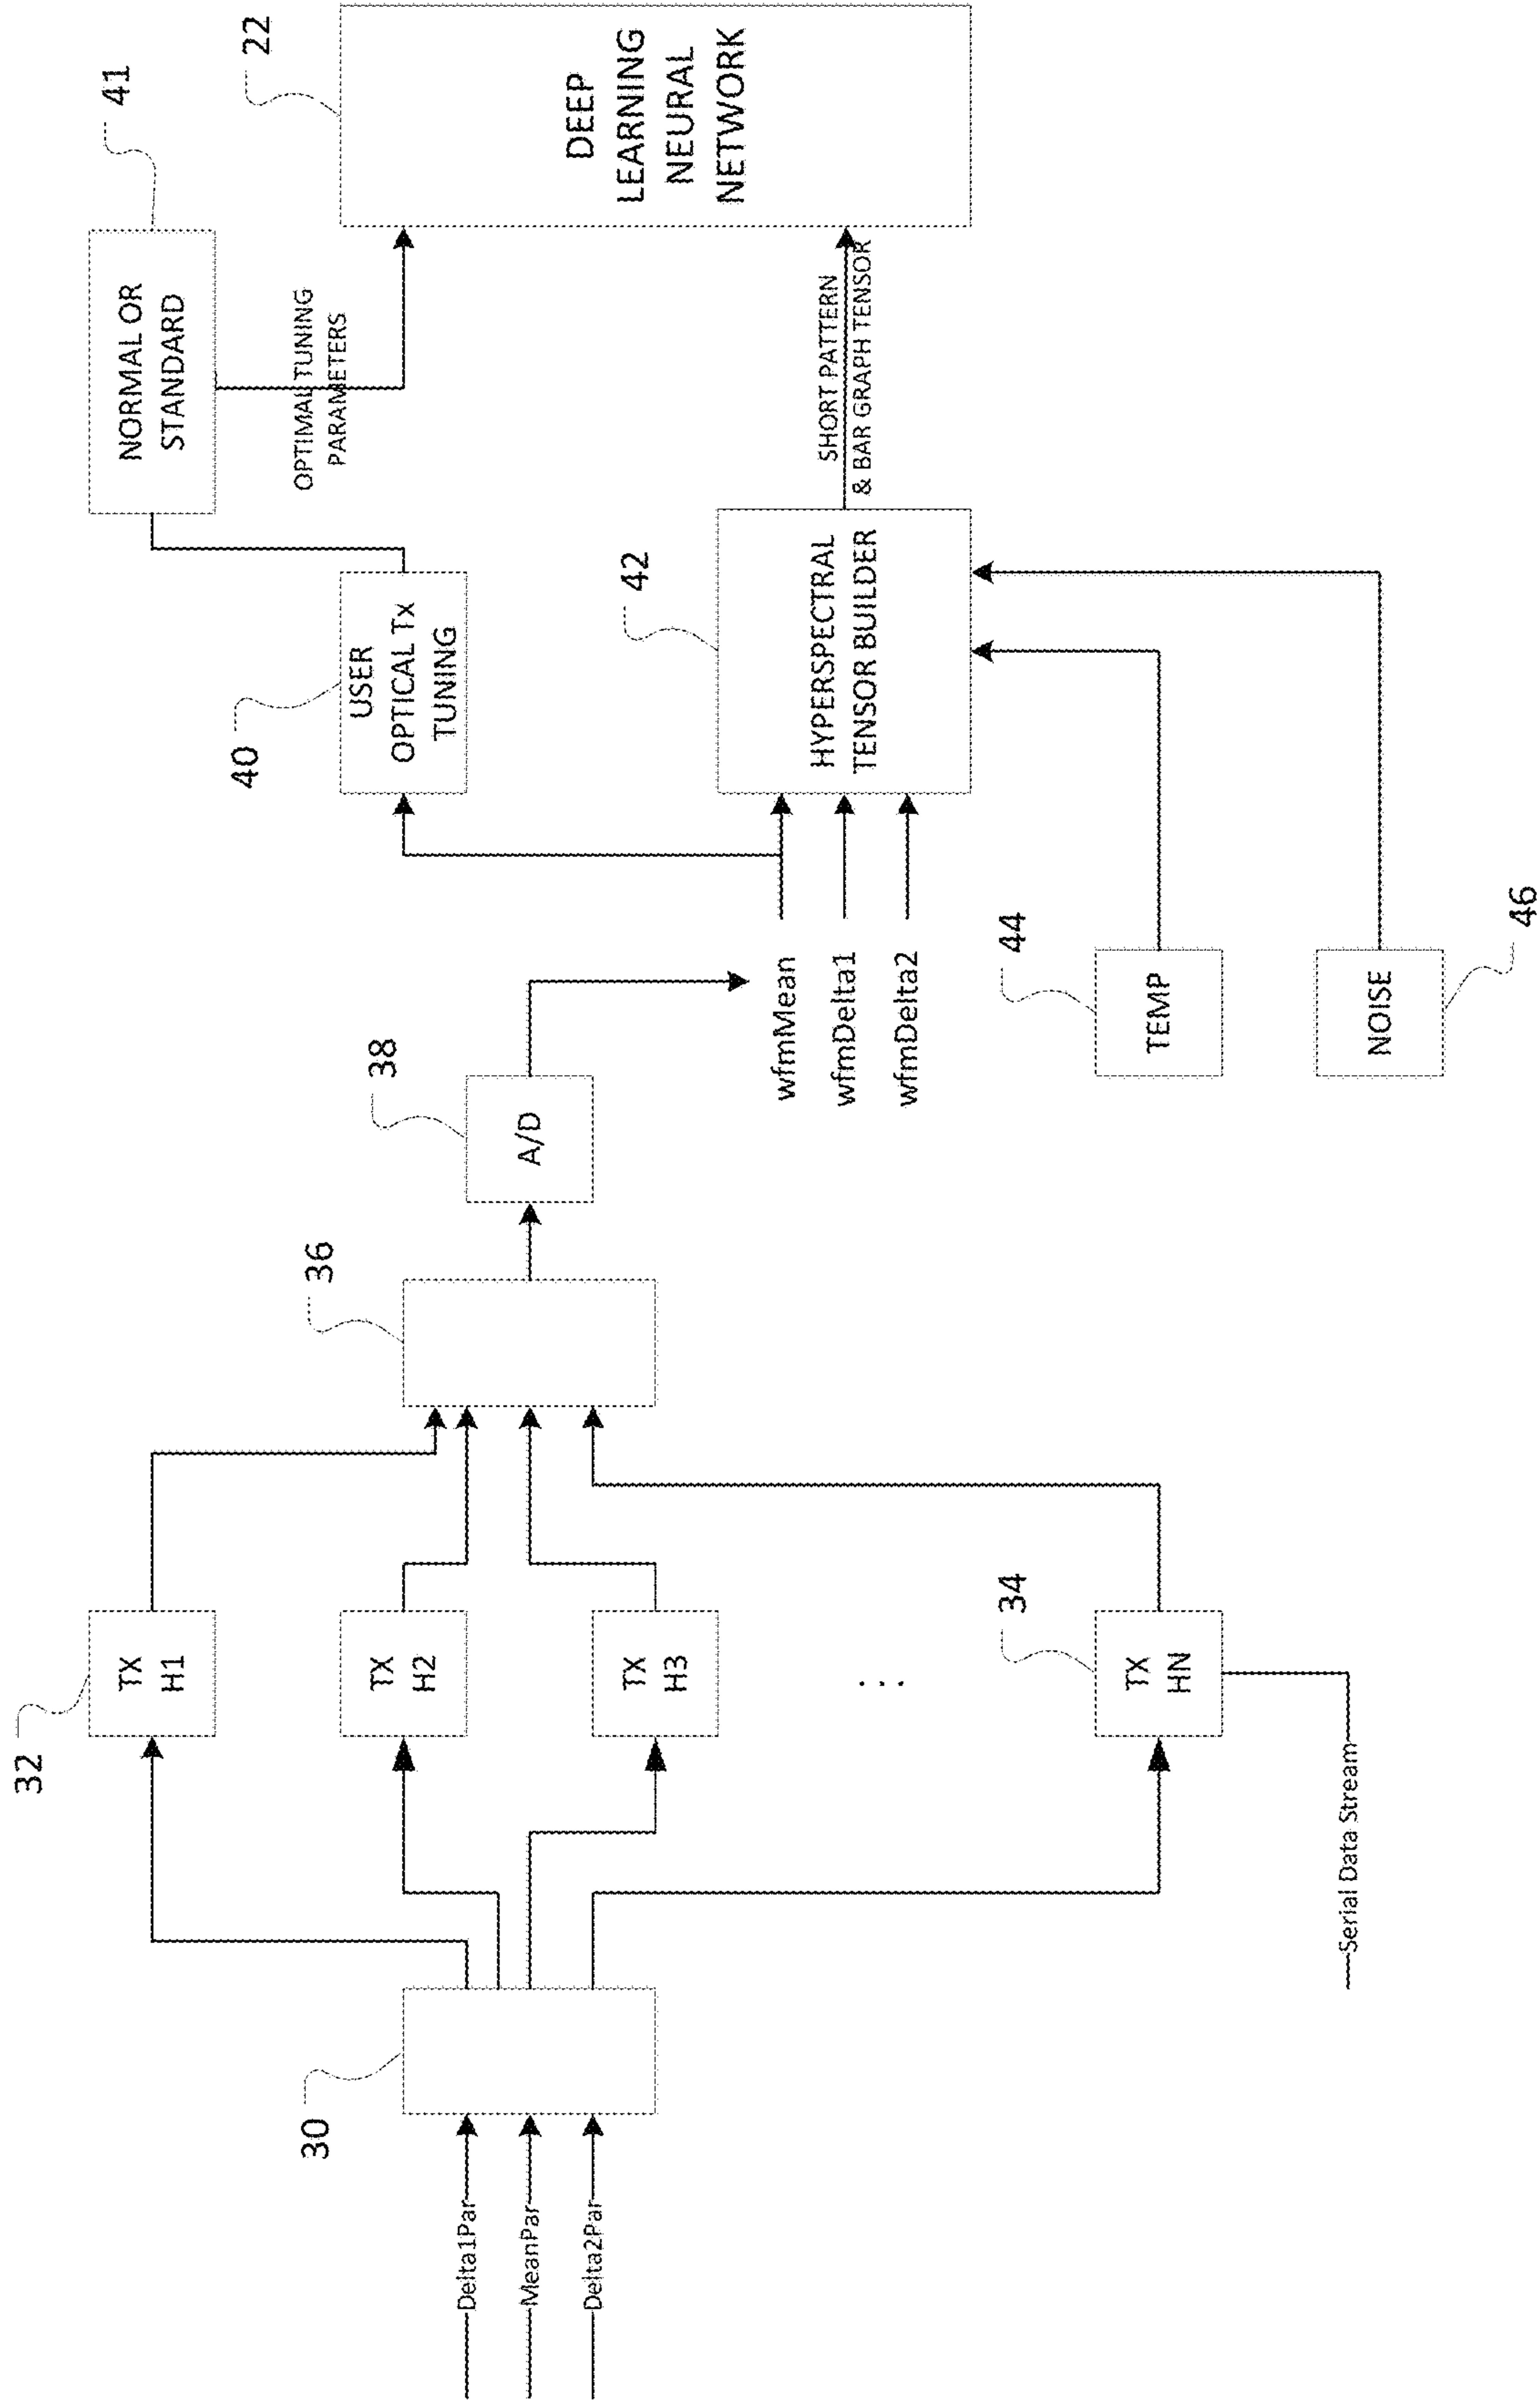 Delta1Par
MeanPar
Delta2Par
30
32
TX
H1
TX
H2
TX
H3
...
34
TX
HN
Serial Data Stream
36
38
A/D
wfmMean
wfmDelta1
wfmDelta2
44
TEMP
46
NOISE
40
USER
OPTICAL Tx
TUNING
42
HYPERSPECTRAL
TENSOR BUILDER
41
NORMAL OR
STANDARD
OPTIMAL TUNING
PARAMETERS
SHORT PATTERN
& BAR GRAPH TENSOR
22
DEEP
LEARNING
NEURAL
NETWORK